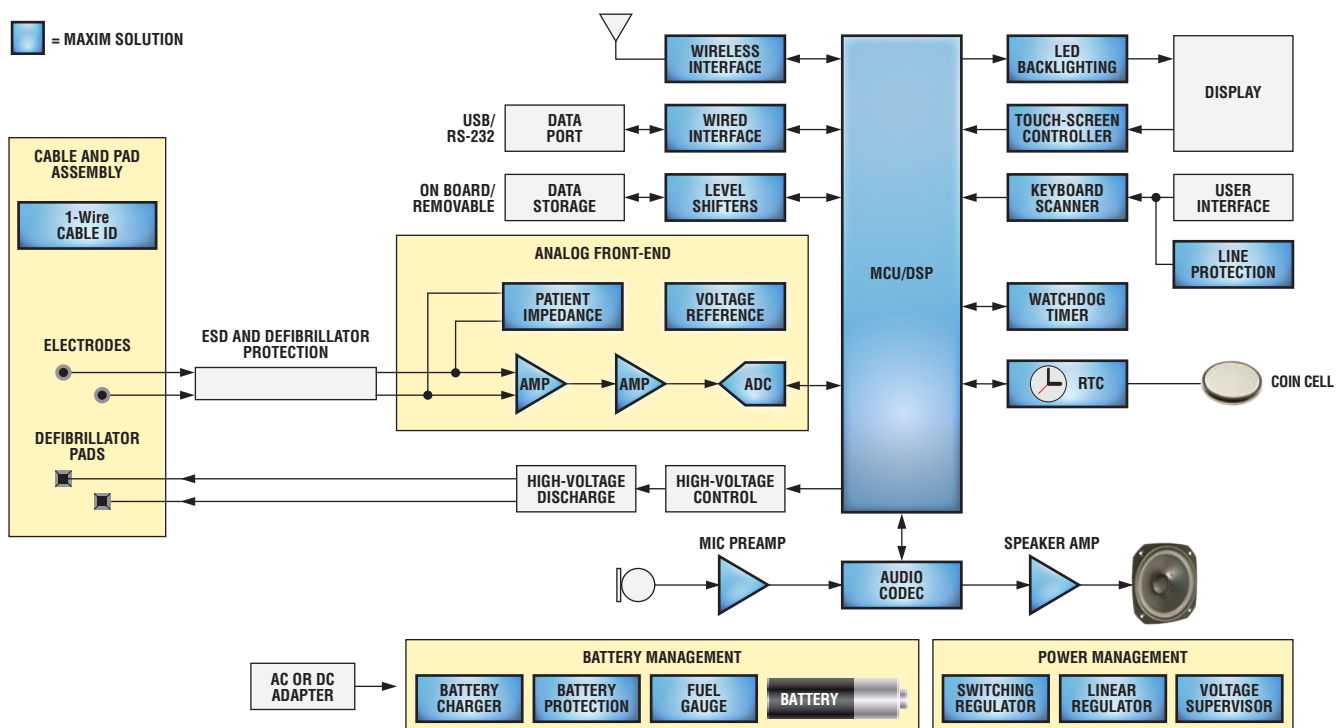 = MAXIM SOLUTION
WIRELESS
INTERFACE
LED
BACKLIGHTING
DISPLAY
USB/
RS-232
DATA
PORT
WIRED
INTERFACE
TOUCH-SCREEN
CONTROLLER
CABLE AND PAD
ASSEMBLY
1-Wire
CABLE ID
ON BOARD/
REMOVABLE
DATA
STORAGE
LEVEL
SHIFTERS
KEYBOARD
SCANNER
USER
INTERFACE
LINE
PROTECTION
ANALOG FRONT-END
MCU/DSP
PATIENT
IMPEDANCE
VOLTAGE
REFERENCE
WATCHDOG
TIMER
ELECTRODES
ESD AND DEFIBRILLATOR
PROTECTION
AMP
AMP
ADC
RTC
COIN CELL
DEFIBRILLATOR
PADS
HIGH-VOLTAGE
DISCHARGE
HIGH-VOLTAGE
CONTROL
MIC PREAMP
AUDIO
CODEC
SPEAKER AMP
AC OR DC
ADAPTER
BATTERY MANAGEMENT
BATTERY
CHARGER
BATTERY
PROTECTION
FUEL
GAUGE
BATTERY
POWER MANAGEMENT
SWITCHING
REGULATOR
LINEAR
REGULATOR
VOLTAGE
SUPERVISOR